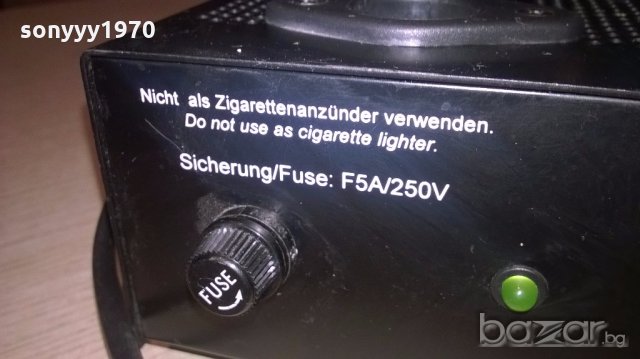 sonyyy1970
Nicht als Zigarettenanzünder verwenden.
Do not use as cigarette lighter.
Sicherung/Fuse: F5A/250V
FUSE
bazar.bg